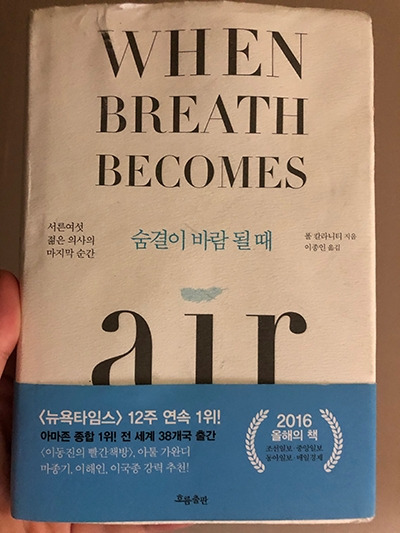 WHEN
BREATH
BECOMES
서른여섯
젊은 의사의
마지막 순간
숨결이 바람 될 때
폴 칼라니티 지음
이종인 옮김
air
<뉴욕타임스> 12주 연속 1위!
아마존 종합 1위! 전 세계 38개국 출간
<이동진의 빨간책방>, 아툴 가완디
마종기, 이해인, 이국종 강력 추천!
2016
올해의 책
조선일보·중앙일보
동아일보·매일경제
흐름출판